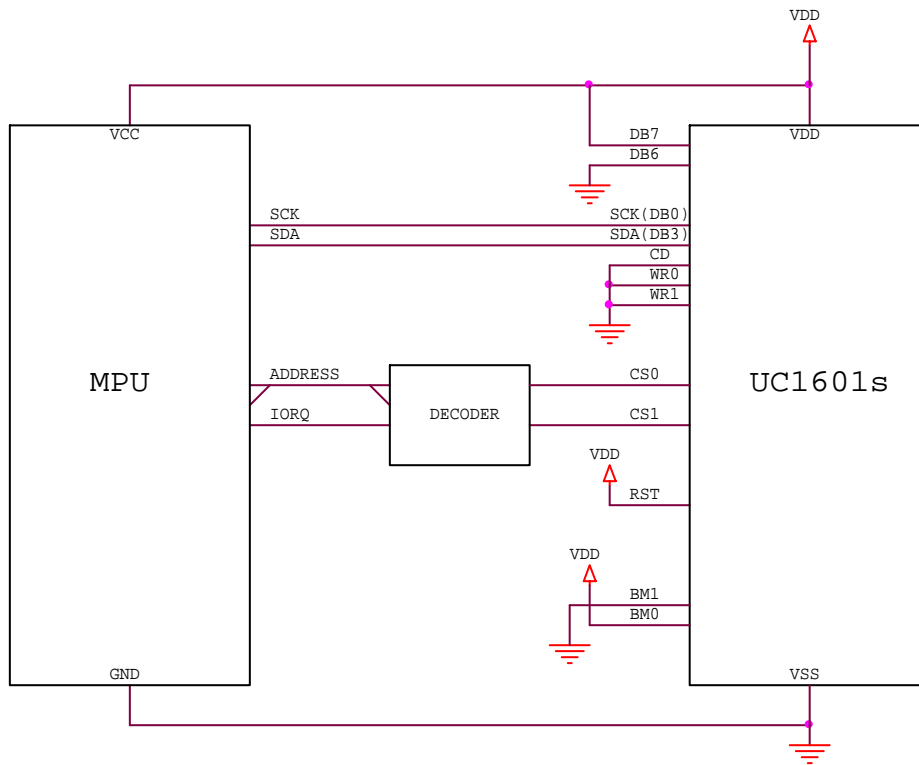 VDD
VCC
VDD
DB7
DB6
SCK
SCK(DB0)
SDA
SDA(DB3)
CD
WR0
WR1
MPU
ADDRESS
CS0
UC1601s
IORQ
DECODER
CS1
VDD
RST
VDD
BM1
BM0
GND
VSS